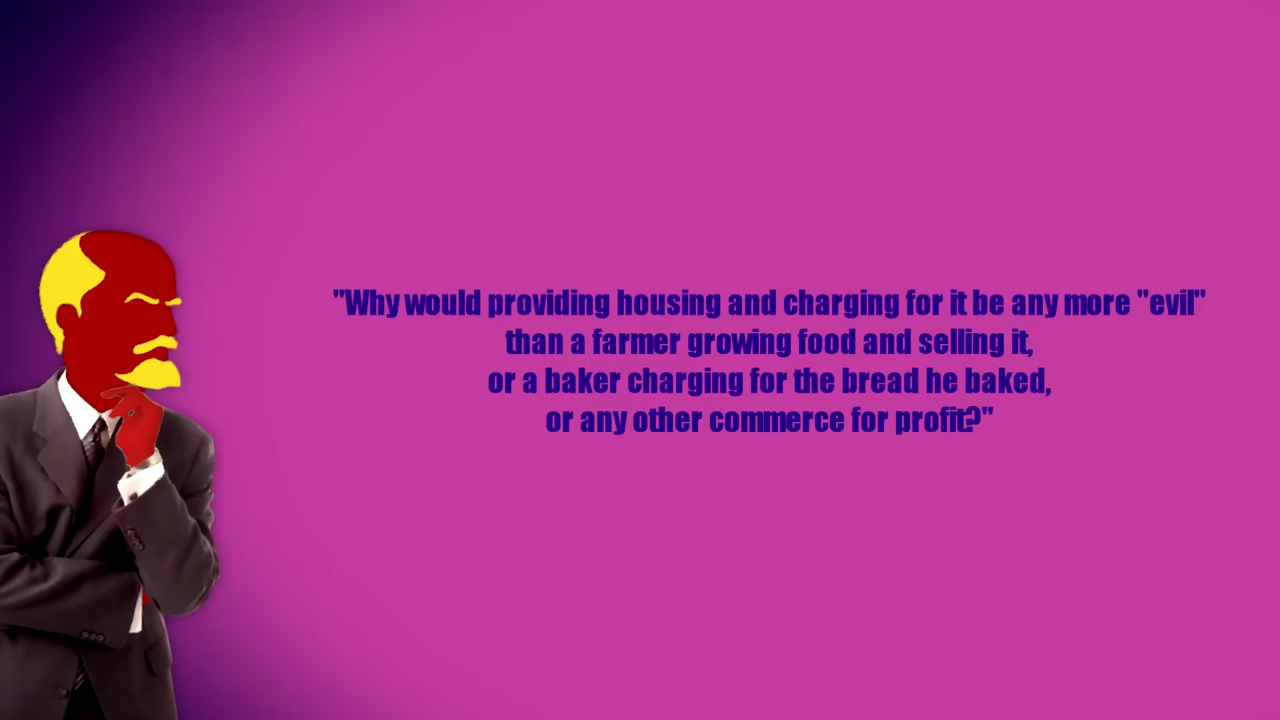 "Why would providing housing and charging for it be any more "evil"
than a farmer growing food and selling it,
or a baker charging for the bread he baked,
or any other commerce for profit?"